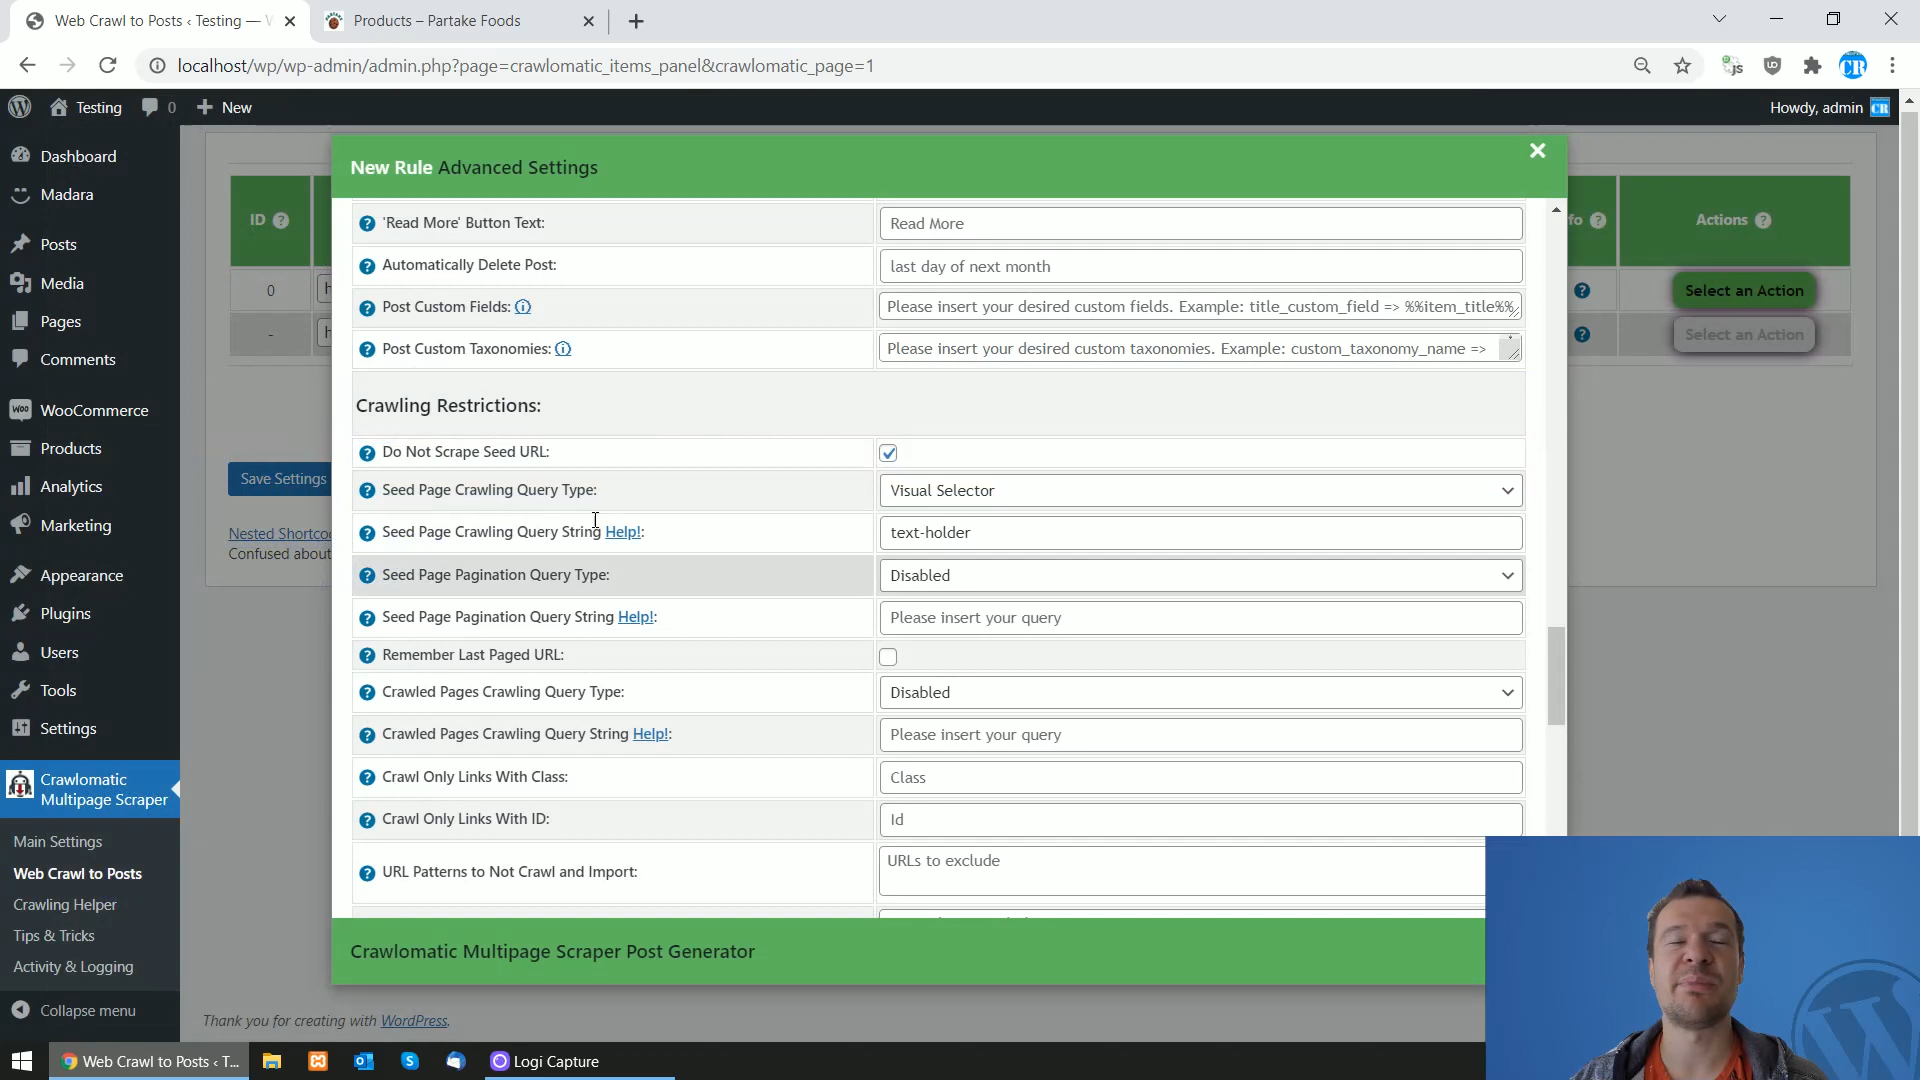 Web Crawl to Posts ‹ Testing — W
Products – Partake Foods
localhost/wp/wp-admin/admin.php?page=crawlomatic_items_panel&crawlomatic_page=1
Testing
0
New
Howdy, admin
CR
Dashboard
Madara
Posts
Media
Pages
Comments
WooCommerce
Products
Analytics
Marketing
Appearance
Plugins
Users
Tools
Settings
Crawlomatic
Multipage Scraper
Main Settings
Web Crawl to Posts
Crawling Helper
Tips & Tricks
Activity & Logging
Collapse menu
ID
fo
Actions
0
Select an Action
-
Select an Action
Save Settings
Nested Shortco
Confused about
New Rule Advanced Settings
'Read More' Button Text:
Read More
Automatically Delete Post:
last day of next month
Post Custom Fields:
Please insert your desired custom fields. Example: title_custom_field => %%item_title%%
Post Custom Taxonomies:
Please insert your desired custom taxonomies. Example: custom_taxonomy_name =>
Crawling Restrictions:
Do Not Scrape Seed URL:
Seed Page Crawling Query Type:
Visual Selector
Seed Page Crawling Query String Help!:
text-holder
Seed Page Pagination Query Type:
Disabled
Seed Page Pagination Query String Help!:
Please insert your query
Remember Last Paged URL:
Crawled Pages Crawling Query Type:
Disabled
Crawled Pages Crawling Query String Help!:
Please insert your query
Crawl Only Links With Class:
Class
Crawl Only Links With ID:
Id
URL Patterns to Not Crawl and Import:
URLs to exclude
Crawlomatic Multipage Scraper Post Generator
Thank you for creating with WordPress.
Web Crawl to Posts ‹ T...
Logi Capture